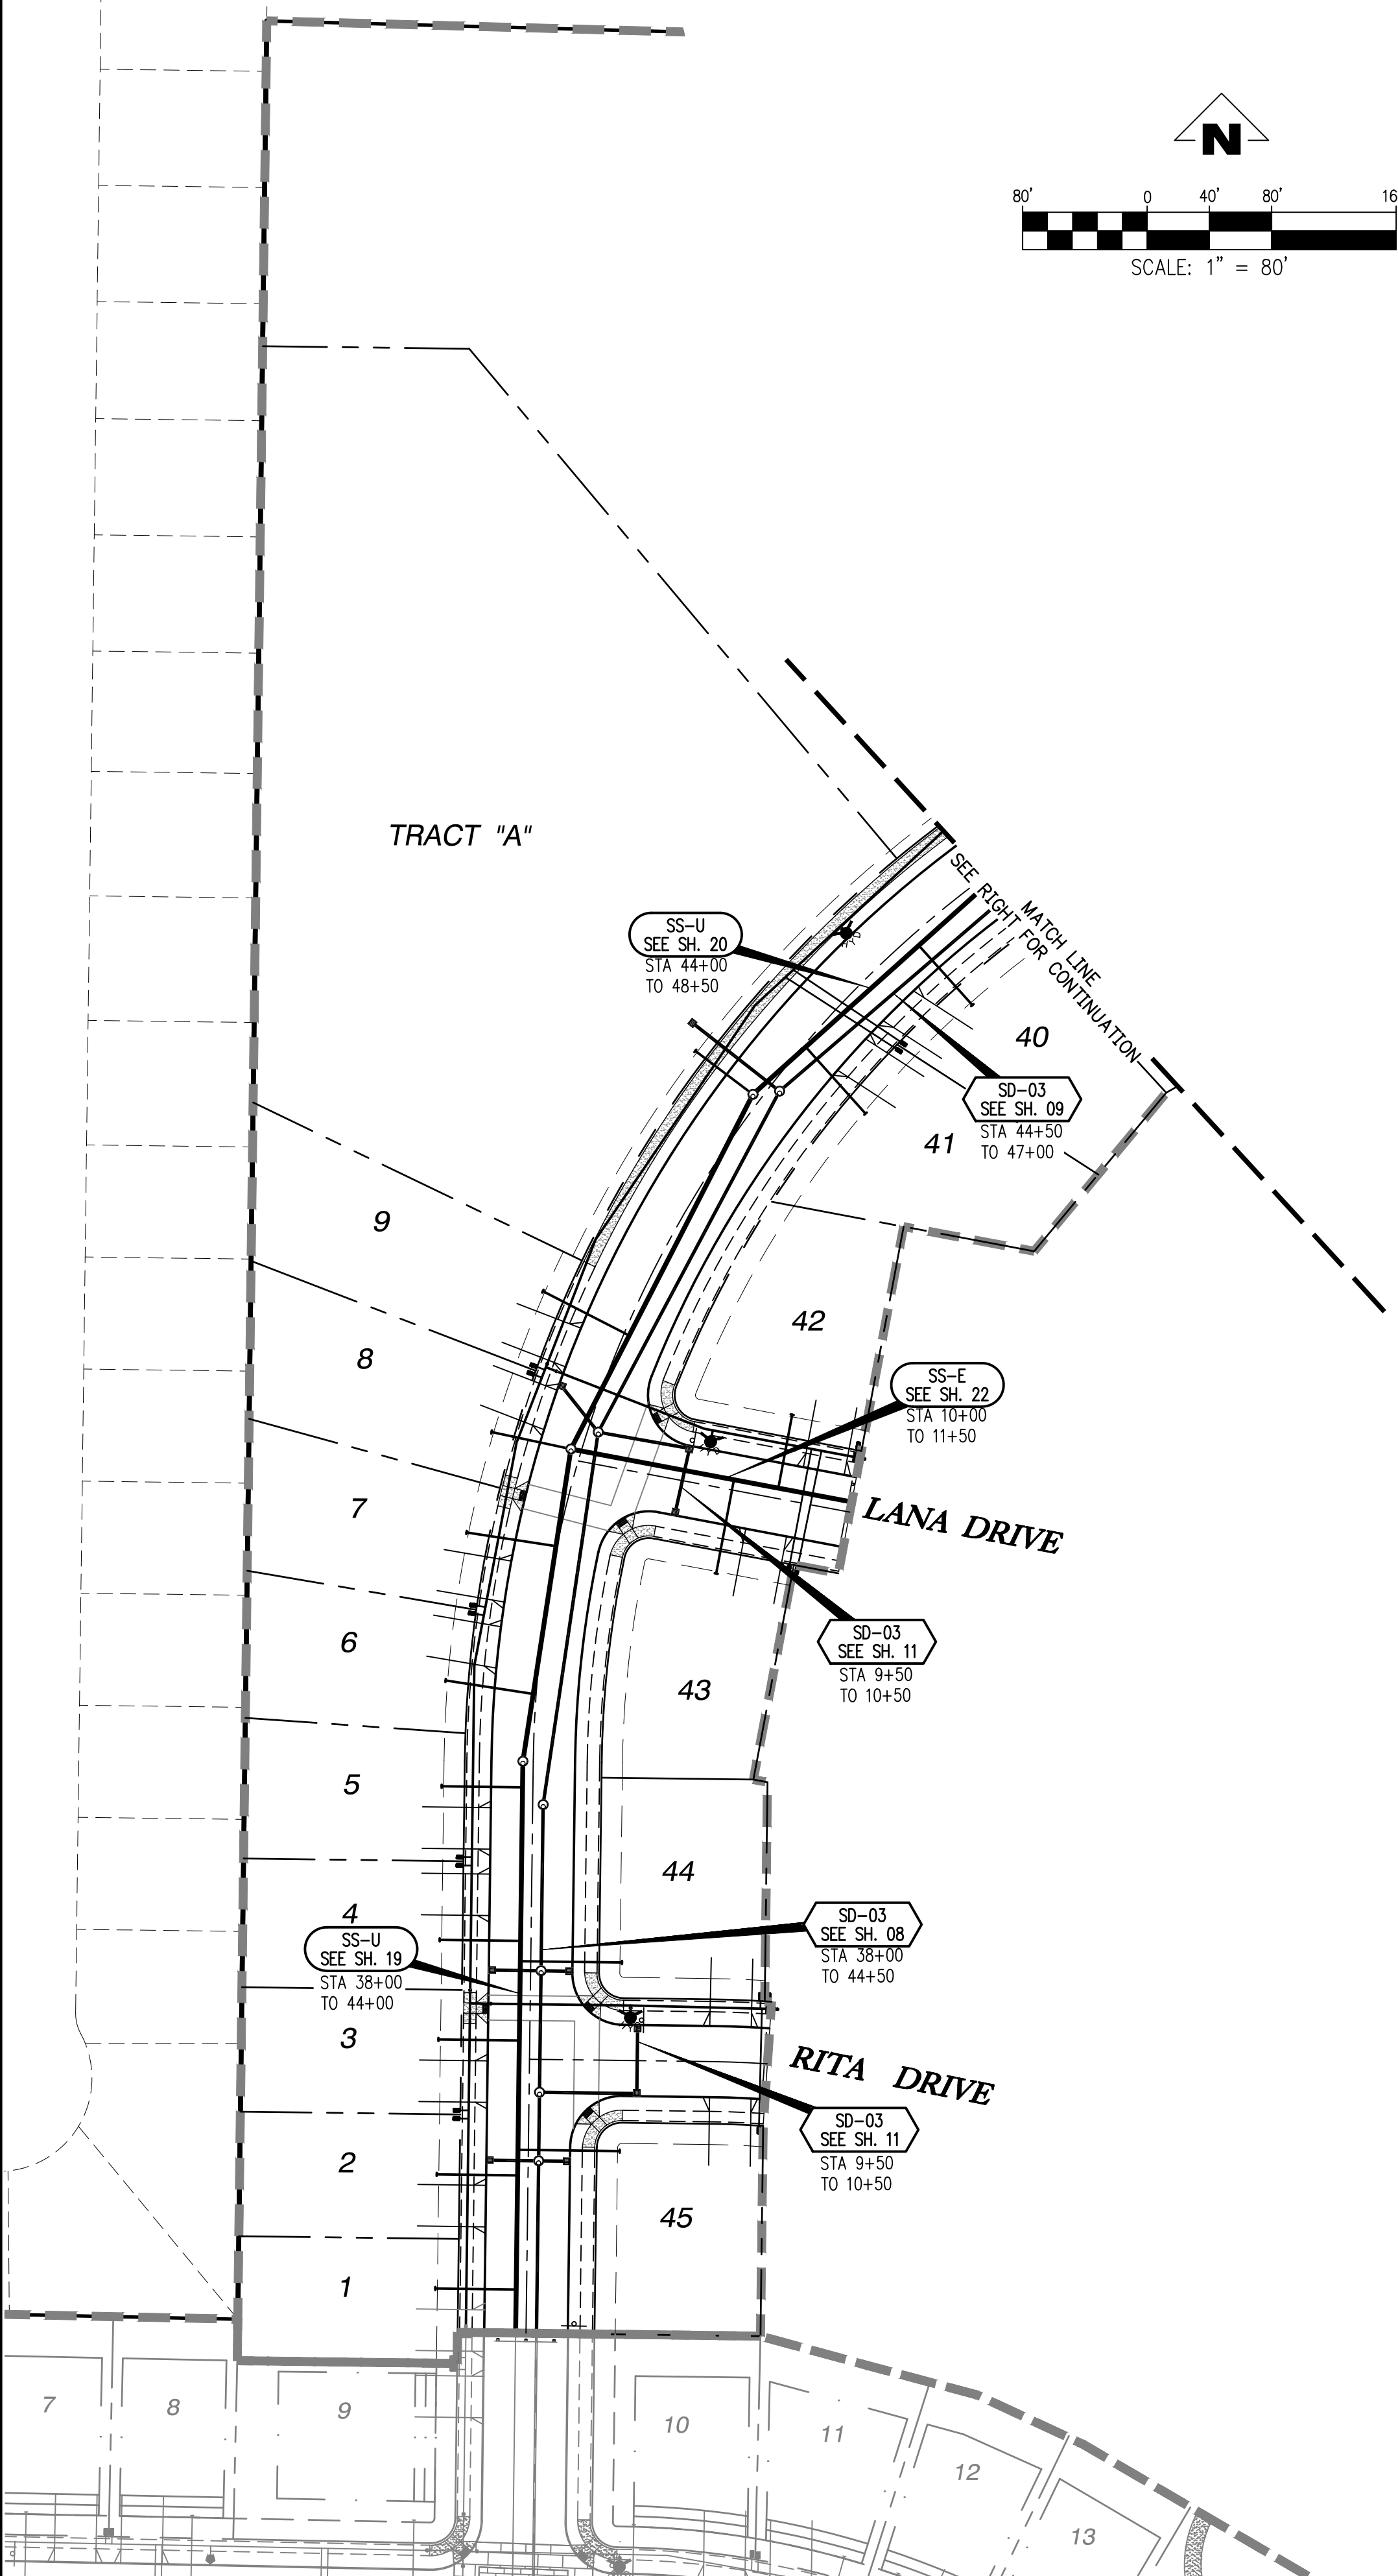 N
80'
0
40'
80'
16
SCALE: 1" = 80'
TRACT "A"
SS-U
SEE SH. 20
STA 44+00
TO 48+50
MATCH LINE
SEE RIGHT FOR CONTINUATION
40
SD-03
SEE SH. 09
STA 44+50
TO 47+00
41
9
42
8
SS-E
SEE SH. 22
STA 10+00
TO 11+50
7
LANA DRIVE
6
SD-03
SEE SH. 11
STA 9+50
TO 10+50
43
5
44
4
SS-U
SEE SH. 19
STA 38+00
TO 44+00
SD-03
SEE SH. 08
STA 38+00
TO 44+50
3
RITA DRIVE
SD-03
SEE SH. 11
STA 9+50
TO 10+50
2
45
1
7
8
9
10
11
12
13